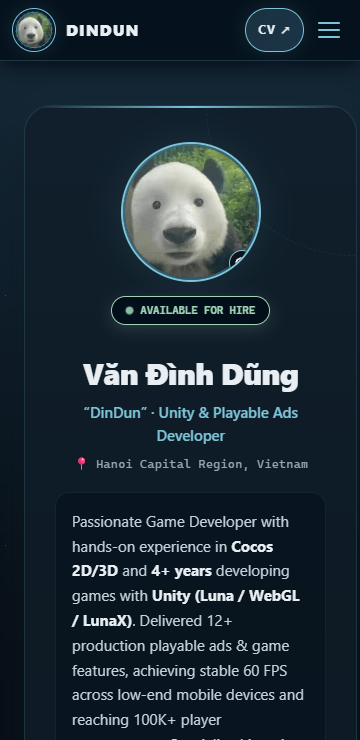 DINDUN
CV ↗
AVAILABLE FOR HIRE
Văn Đình Dũng
“DinDun” · Unity & Playable Ads
Developer
📍 Hanoi Capital Region, Vietnam
Passionate Game Developer with
hands-on experience in Cocos
2D/3D and 4+ years developing
games with Unity (Luna / WebGL
/ LunaX). Delivered 12+
production playable ads & game
features, achieving stable 60 FPS
across low-end mobile devices and
reaching 100K+ player